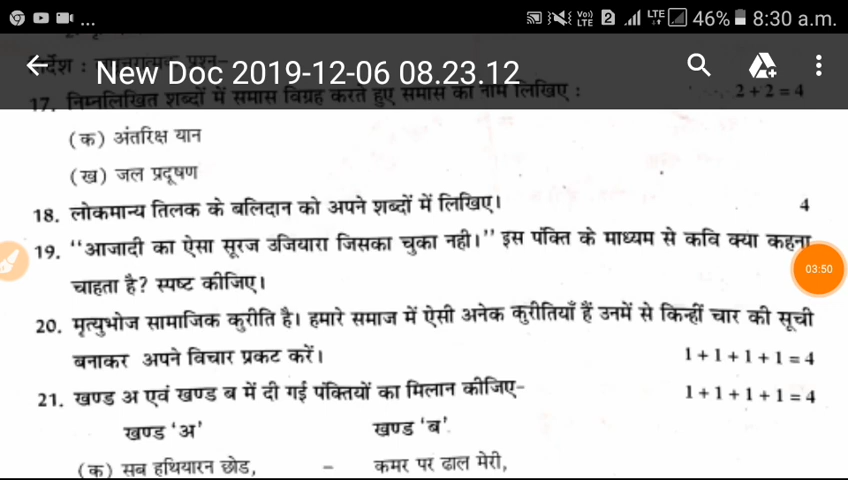 ... Vo)) LTE 2 LTE 46% 8:30 a.m.
New Doc 2019-12-06 08.23.12
17. निम्नलिखित शब्दों में समास विग्रह करते हुए समास का नाम लिखिए : 2 + 2 = 4
(क) अंतरिक्ष यान
(ख) जल प्रदूषण
18. लोकमान्य तिलक के बलिदान को अपने शब्दों में लिखिए। 4
19. “आजादी का ऐसा सूरज उजियारा जिसका चुका नही।” इस पंक्ति के माध्यम से कवि क्या कहना
03:50
चाहता है? स्पष्ट कीजिए।
20. मृत्युभोज सामाजिक कुरीति है। हमारे समाज में ऐसी अनेक कुरीतियाँ हैं उनमें से किन्हीं चार की सूची
बनाकर अपने विचार प्रकट करें। 1 + 1 + 1 + 1 = 4
21. खण्ड अ एवं खण्ड ब में दी गई पंक्तियों का मिलान कीजिए- 1 + 1 + 1 + 1 = 4
खण्ड ‘अ’ खण्ड ‘ब’
(क) सब हथियारन छोड, - कमर पर ढाल मेरी,